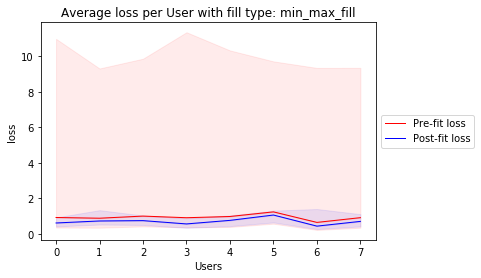 Average loss per User with fill type: min_max_fill
10
8
6
4
2
0
loss
0 1 2 3 4 5 6 7
Users
Pre-fit loss
Post-fit loss